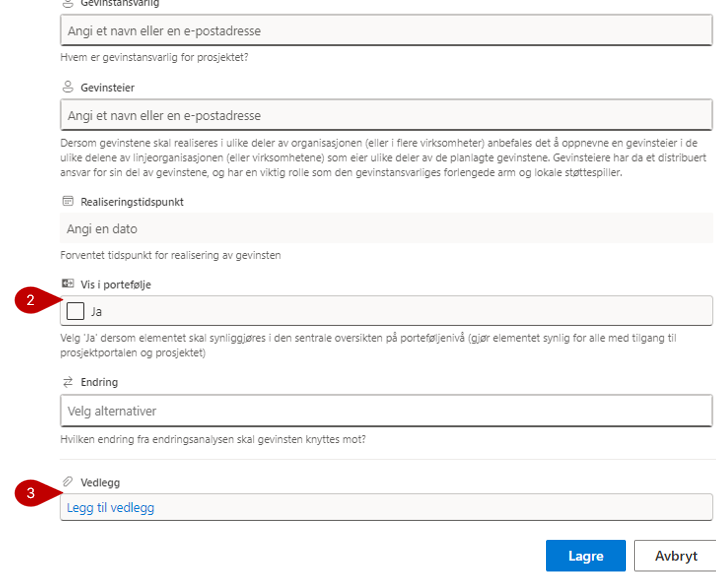 Gevinstansvarlig
Angi et navn eller en e-postadresse
Hvem er gevinstansvarlig for prosjektet?
Gevinsteier
Angi et navn eller en e-postadresse
Dersom gevinstene skal realiseres i ulike deler av organisasjonen (eller i flere virksomheter) anbefales det å oppnevne en gevinsteier i de
ulike delene av linjeorganisasjonen (eller virksomhetene) som eier ulike deler av de planlagte gevinstene. Gevinsteiere har da et distribuert
ansvar for sin del av gevinstene, og har en viktig rolle som den gevinstansvarliges forlengede arm og lokale støttespiller.
Realiseringstidspunkt
Angi en dato
Forventet tidspunkt for realisering av gevinsten
Vis i portefølje
2
Ja
Velg 'Ja' dersom elementet skal synliggjøres i den sentrale oversikten på porteføljenivå (gjør elementet synlig for alle med tilgang til
prosjektportalen og prosjektet)
Endring
Velg alternativer
Hvilken endring fra endringsanalysen skal gevinsten knyttes mot?
Vedlegg
3
Legg til vedlegg
Lagre
Avbryt